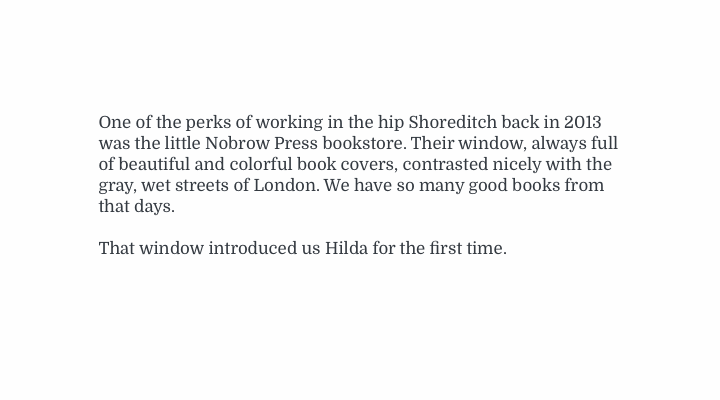 One of the perks of working in the hip Shoreditch back in 2013
was the little Nobrow Press bookstore. Their window, always full
of beautiful and colorful book covers, contrasted nicely with the
gray, wet streets of London. We have so many good books from
that days.
That window introduced us Hilda for the first time.